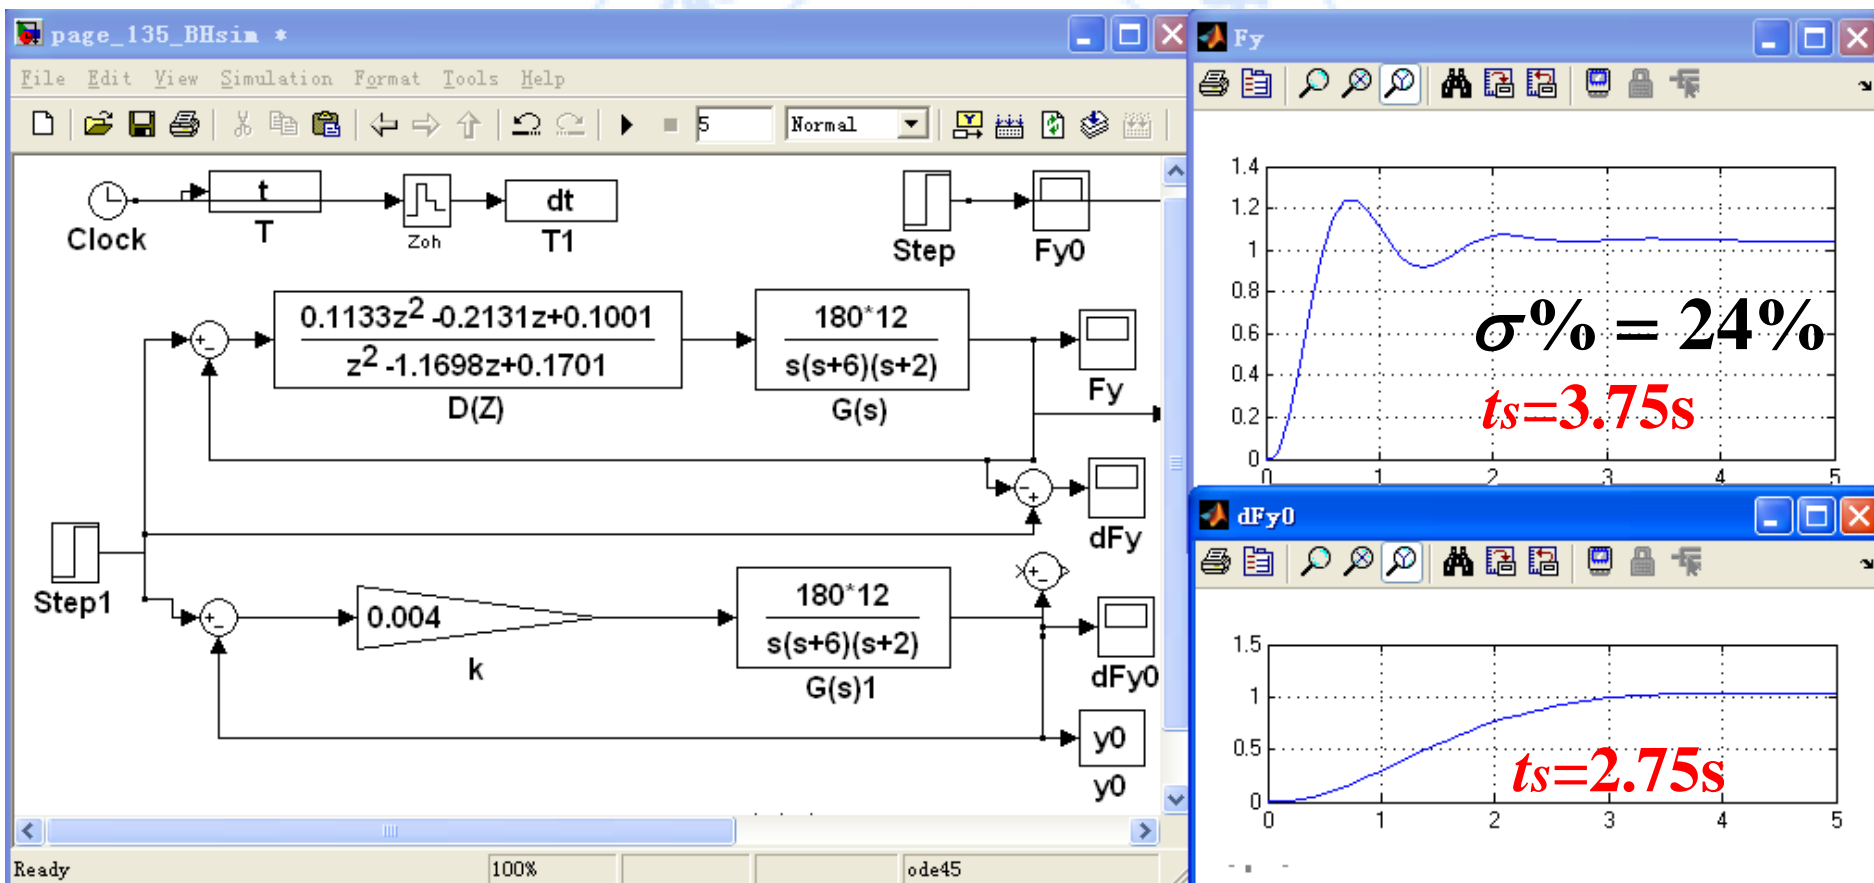 page_135_BHsim *
File Edit View Simulation Format Tools Help
5
Normal
t
dt
Clock
T
Zoh
T1
Step
Fy0
0.1133z² -0.2131z+0.1001
z² -1.1698z+0.1701
D(Z)
180*12
s(s+6)(s+2)
G(s)
Fy
dFy
Step1
0.004
k
180*12
s(s+6)(s+2)
G(s)1
dFy0
y0
y0
Ready
100%
ode45
Fy
1.4
1.2
1
0.8
0.6
0.4
0.2
0
0 1 2 3 4 5
σ% = 24%
ts=3.75s
dFy0
1.5
1
0.5
0
0 1 2 3 4 5
ts=2.75s